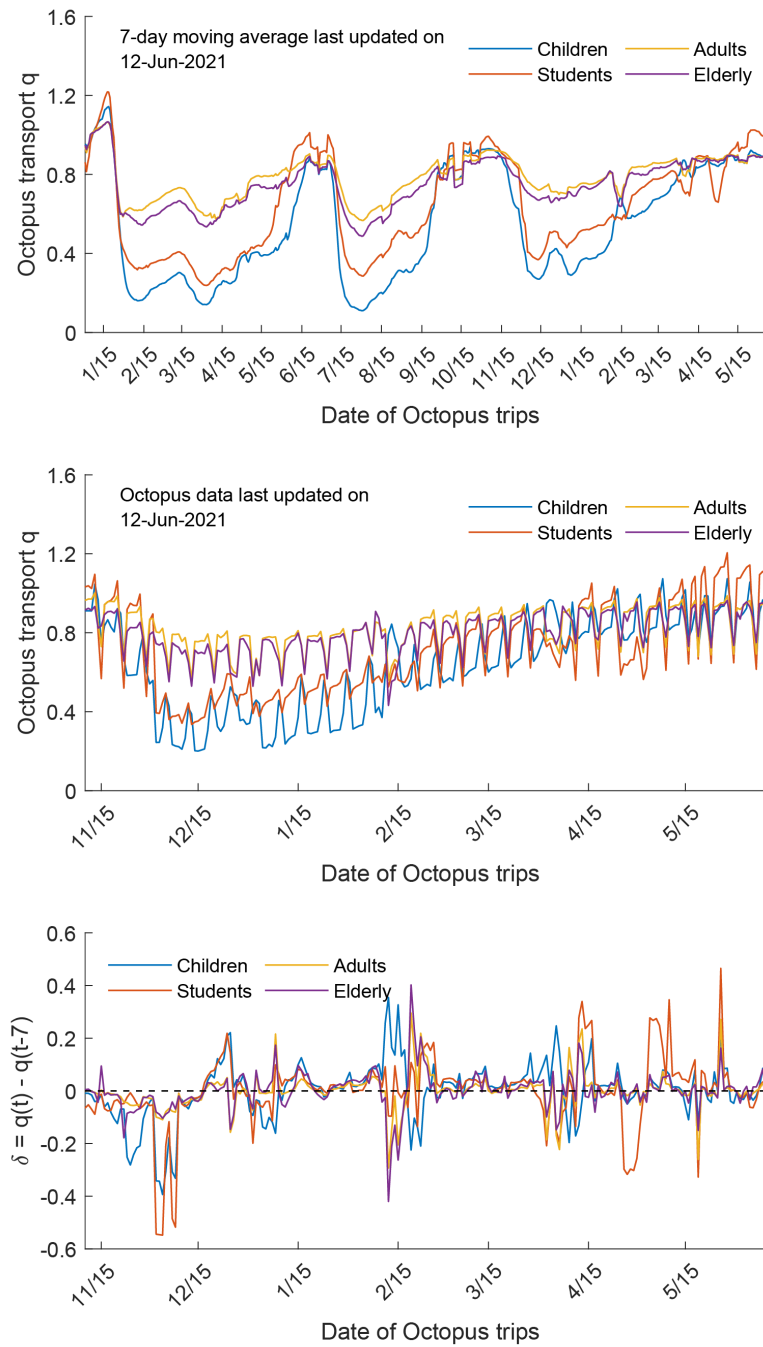 1.6
1.2
0.8
0.4
0
Octopus transport q
7-day moving average last updated on
12-Jun-2021
Children Adults
Students Elderly
1/15 2/15 3/15 4/15 5/15 6/15 7/15 8/15 9/15 10/15 11/15 12/15 1/15 2/15 3/15 4/15 5/15
Date of Octopus trips
1.6
1.2
0.8
0.4
0
Octopus transport q
Octopus data last updated on
12-Jun-2021
Children Adults
Students Elderly
11/15 12/15 1/15 2/15 3/15 4/15 5/15
Date of Octopus trips
0.6
0.4
0.2
0
-0.2
-0.4
-0.6
δ = q(t) - q(t-7)
Children Adults
Students Elderly
11/15 12/15 1/15 2/15 3/15 4/15 5/15
Date of Octopus trips